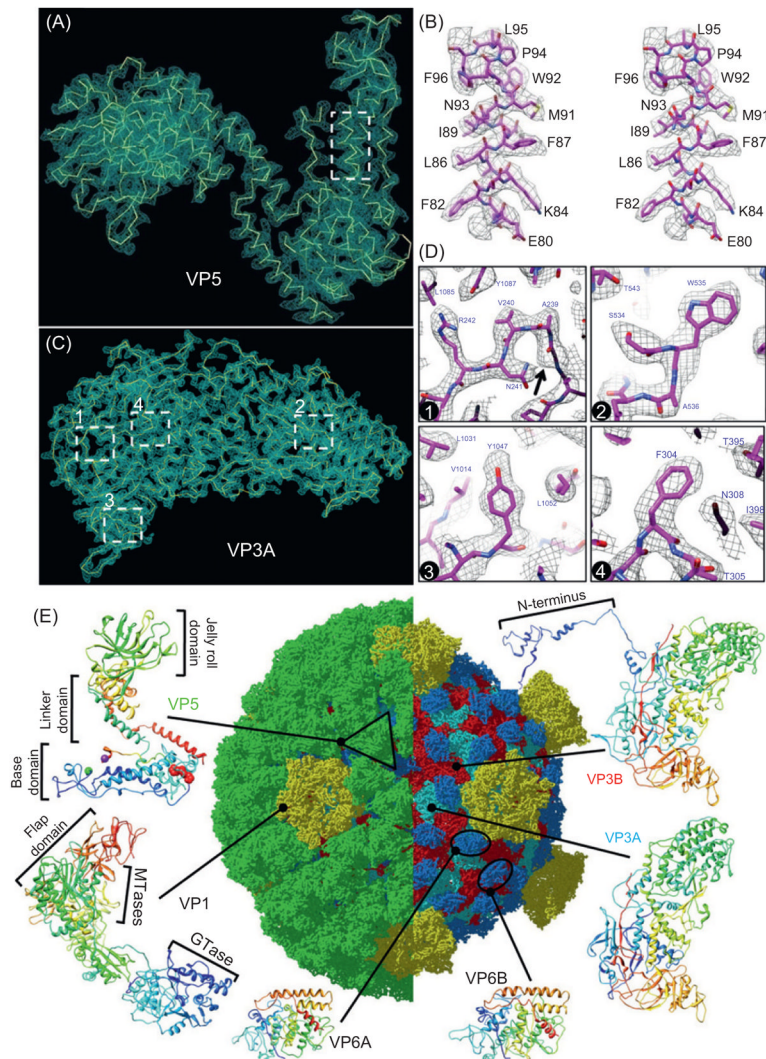 (A)
VP5
(B)
L95
P94
F96
W92
N93
M91
I89
F87
L86
F82
K84
E80
L95
P94
F96
W92
N93
M91
I89
F87
L86
F82
K84
E80
(C)
1
4
2
3
VP3A
(D)
L1085
Y1087
V240
A239
R242
N241
1
T543
W535
S534
A536
2
L1031
Y1047
V1014
L1052
3
T395
F304
N308
I398
T305
4
(E)
Jelly roll
domain
Linker
domain
VP5
Base
domain
Flap domain
MTases
VP1
GTase
VP6A
N-terminus
VP3B
VP3A
VP6B